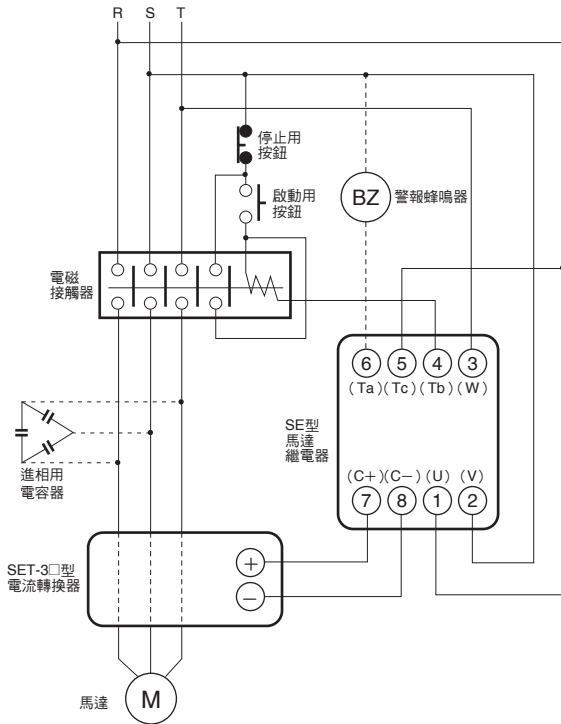 R S T
停止用
按鈕
啟動用
按鈕
BZ 警報蜂鳴器
電磁
接觸器
6 5 4 3
(Ta) (Tc) (Tb) (W)
SE型
馬達
繼電器
進相用
電容器
(C+) (C−) (U) (V)
7 8 1 2
SET-3□型
電流轉換器
+
−
馬達 M